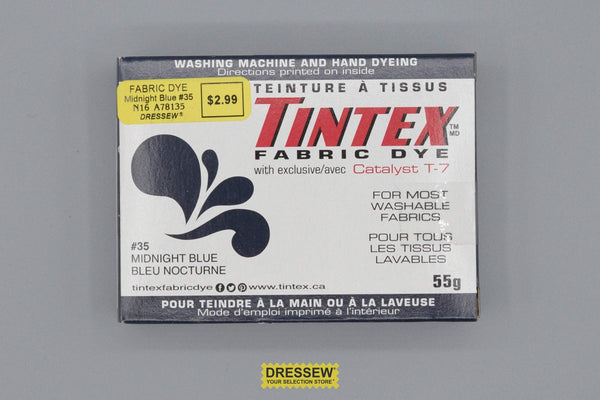 WASHING MACHINE AND HAND DYEING
Directions printed on inside
FABRIC DYE
Midnight Blue #35
N16 A78135
DRESSEW®
$2.99
TEINTURE À TISSUS
TINTEX™
MD
FABRIC DYE
with exclusive/avec Catalyst T-7
FOR MOST
WASHABLE
FABRICS
POUR TOUS
LES TISSUS
LAVABLES
#35
MIDNIGHT BLUE
BLEU NOCTURNE
55g
tintexfabricdye www.tintex.ca
POUR TEINDRE À LA MAIN OU À LA LAVEUSE
Mode d'emploi imprimé à l'intérieur
DRESSEW®
YOUR SELECTION STORE™